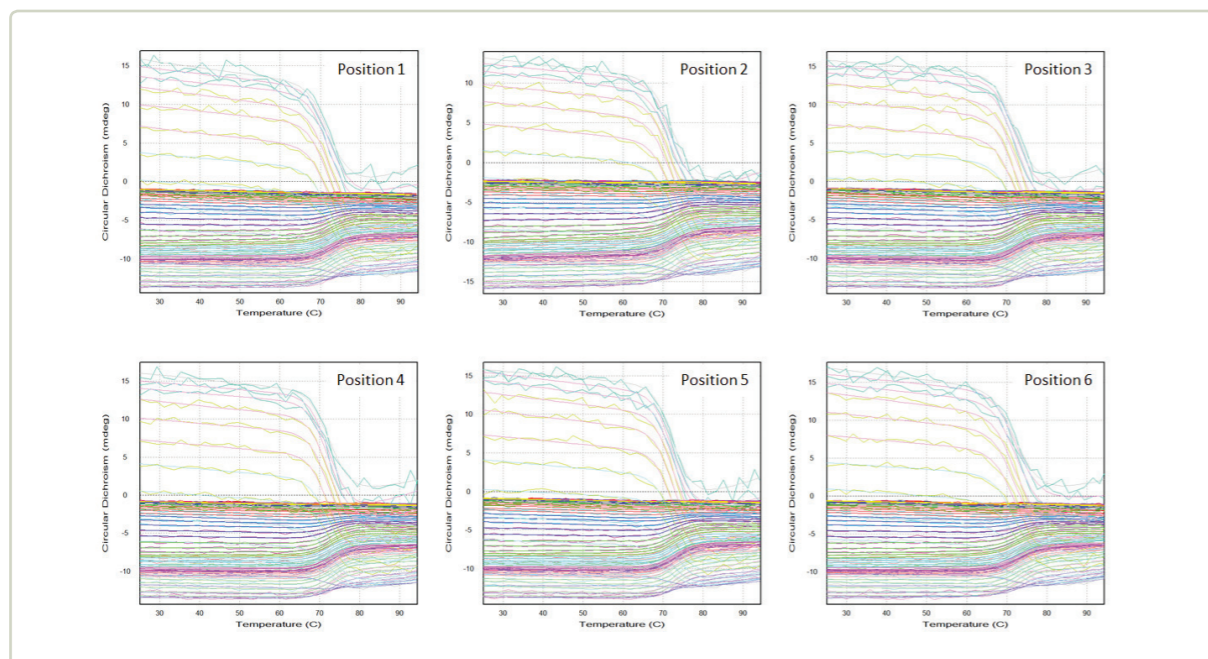 Position 1
15
10
5
0
-5
-10
Circular Dichroism (mdeg)
30 40 50 60 70 80 90
Temperature (C)
Position 2
10
5
0
-5
-10
-15
Circular Dichroism (mdeg)
30 40 50 60 70 80 90
Temperature (C)
Position 3
15
10
5
0
-5
-10
Circular Dichroism (mdeg)
30 40 50 60 70 80 90
Temperature (C)
Position 4
15
10
5
0
-5
-10
Circular Dichroism (mdeg)
30 40 50 60 70 80 90
Temperature (C)
Position 5
15
10
5
0
-5
-10
Circular Dichroism (mdeg)
30 40 50 60 70 80 90
Temperature (C)
Position 6
15
10
5
0
-5
-10
Circular Dichroism (mdeg)
30 40 50 60 70 80 90
Temperature (C)